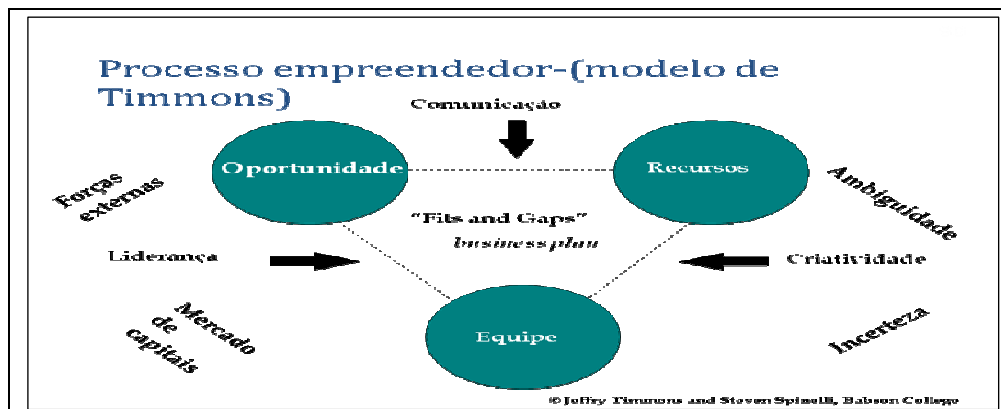 Processo empreendedor-(modelo de
Timmons)
Comunicação
Oportunidade
Recursos
Forças
externas
Ambiguidade
“Fits and Gaps”
business plan
Liderança
Criatividade
Mercado
de
capitais
Equipe
Incerteza
© Jeffry Timmons and Steven Spinelli, Babson College